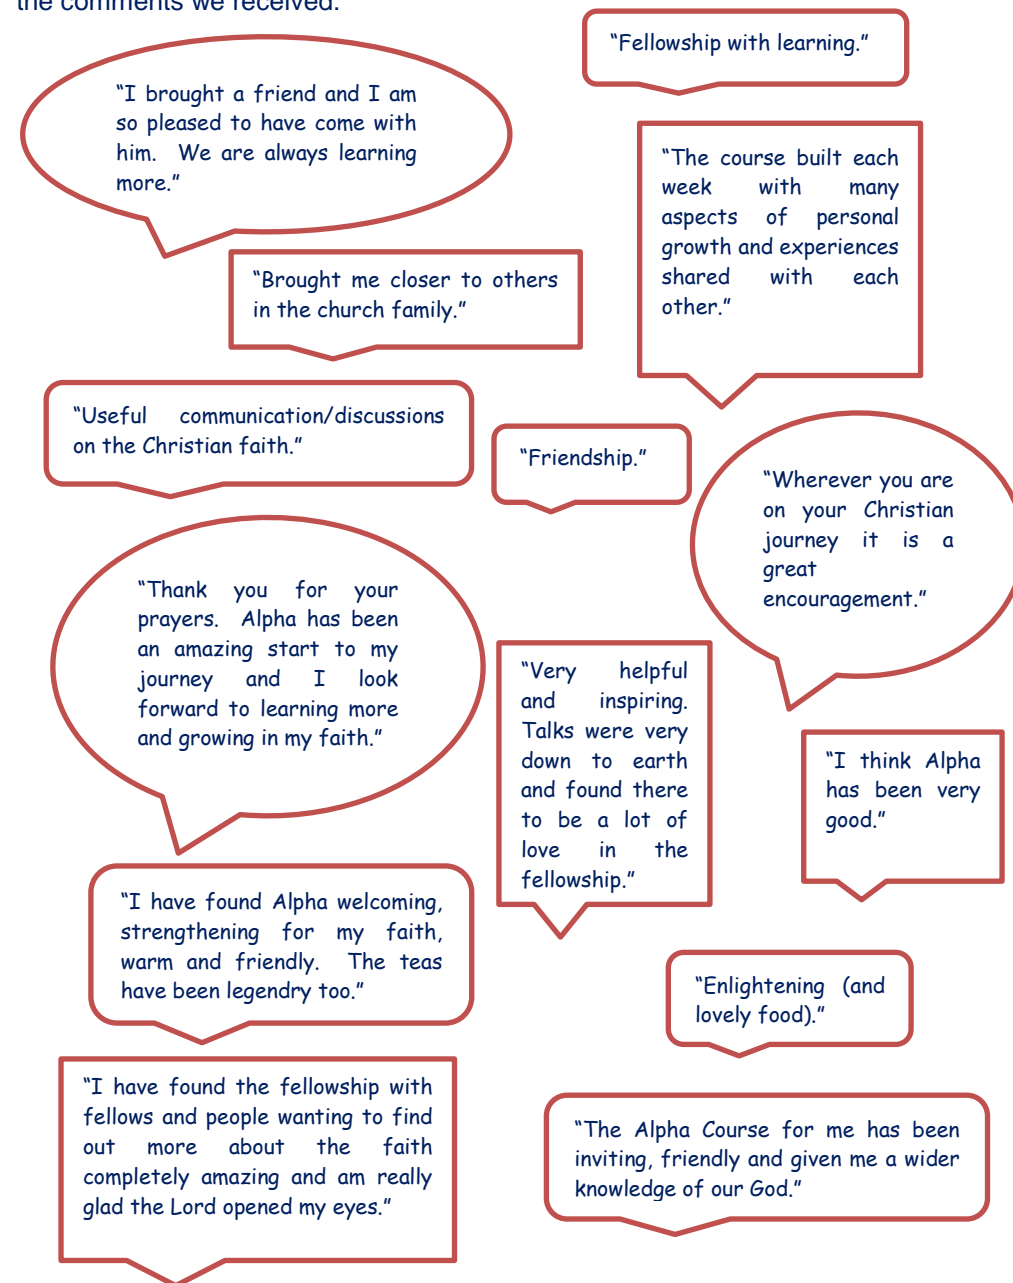 the comments we received.
“Fellowship with learning.”
“I brought a friend and I am
so pleased to have come with
him. We are always learning
more.”
“The course built each
week with many
aspects of personal
growth and experiences
shared with each
other.”
“Brought me closer to others
in the church family.”
“Useful communication/discussions
on the Christian faith.”
“Friendship.”
“Wherever you are
on your Christian
journey it is a
great
encouragement.”
“Thank you for your
prayers. Alpha has been
an amazing start to my
journey and I look
forward to learning more
and growing in my faith.”
“Very helpful
and inspiring.
Talks were very
down to earth
and found there
to be a lot of
love in the
fellowship.”
“I think Alpha
has been very
good.”
“I have found Alpha welcoming,
strengthening for my faith,
warm and friendly. The teas
have been legendry too.”
“Enlightening (and
lovely food).”
“I have found the fellowship with
fellows and people wanting to find
out more about the faith
completely amazing and am really
glad the Lord opened my eyes.”
“The Alpha Course for me has been
inviting, friendly and given me a wider
knowledge of our God.”